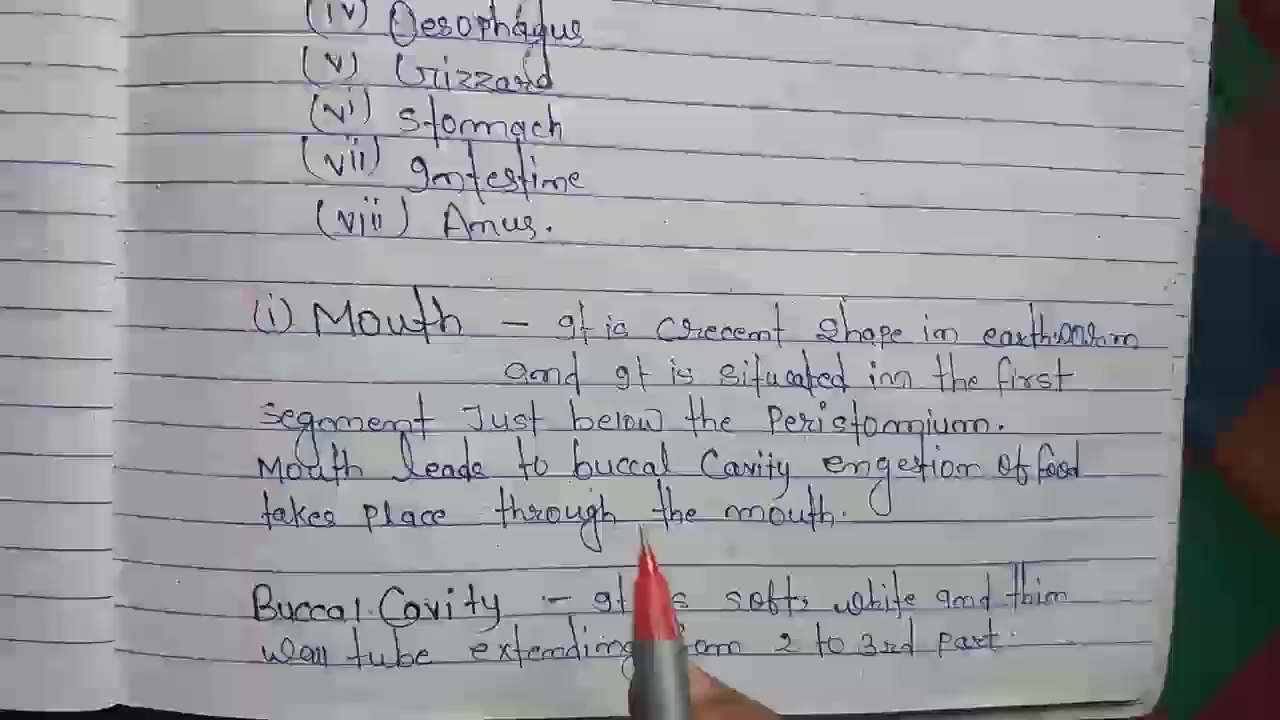 (iv) Oesophagus
(v) Gizzard
(vi) Stomach
(vii) Intestine
(viii) Anus.
(i) Mouth - It is crecent shape in earthworm
and It is situated inn the first
segment Just below the Peristomium.
Mouth leads to buccal Cavity engestion of food
takes place through the mouth.
Buccal Cavity :- It is soft, white and thin
wall tube extending from 2 to 3rd part.